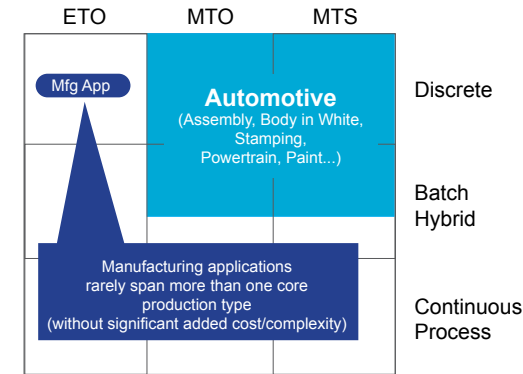 ETO MTO MTS
Mfg App
Automotive
(Assembly, Body in White,
Stamping,
Powertrain, Paint...)
Discrete
Batch
Hybrid
Manufacturing applications
rarely span more than one core
production type
(without significant added cost/complexity)
Continuous
Process